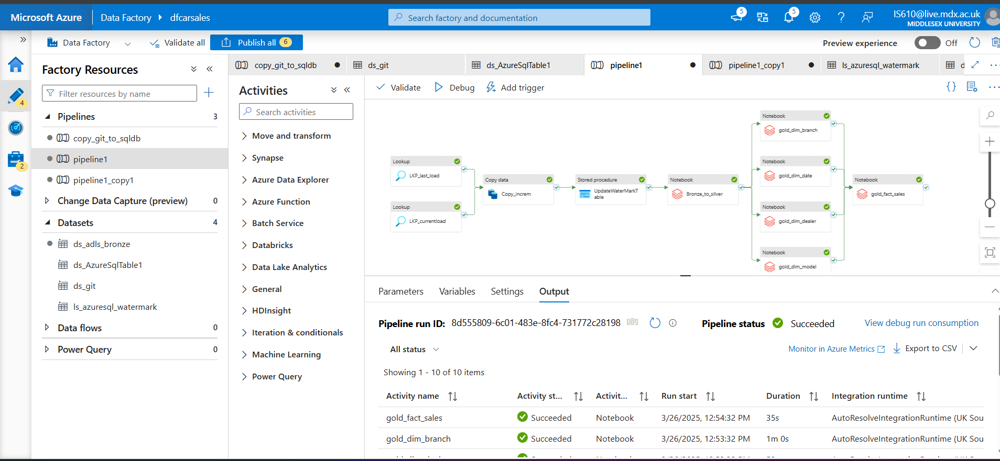 Microsoft Azure
Data Factory
dfcarsales
Search factory and documentation
5
5
IS610@live.mdx.ac.uk
MIDDLESEX UNIVERSITY
Data Factory
Validate all
Publish all
6
Preview experience
Off
4
2
Factory Resources
Filter resources by name
Pipelines
3
copy_git_to_sqldb
pipeline1
pipeline1_copy1
Change Data Capture (preview)
0
Datasets
4
ds_adls_bronze
ds_AzureSqlTable1
ds_git
ls_azuresql_watermark
Data flows
0
Power Query
0
copy_git_to_sqldb
ds_git
ds_AzureSqlTable1
pipeline1
pipeline1_copy1
ls_azuresql_watermark
d
Activities
Search activities
Move and transform
Synapse
Azure Data Explorer
Azure Function
Batch Service
Databricks
Data Lake Analytics
General
HDInsight
Iteration & conditionals
Machine Learning
Power Query
Validate
Debug
Add trigger
Lookup
LKP_last_load
Lookup
LKP_currentload
Copy data
Copy_increm
Stored procedure
UpdateWaterMarkT
able
Notebook
Bronze_to_silver
Notebook
gold_dim_branch
Notebook
gold_dim_date
Notebook
gold_dim_dealer
Notebook
gold_dim_model
Notebook
gold_fact_sales
Parameters
Variables
Settings
Output
Pipeline run ID: 8d555809-6c01-483e-8fc4-731772c28198
Pipeline status
Succeeded
View debug run consumption
All status
Monitor in Azure Metrics
Export to CSV
Showing 1 - 10 of 10 items
Activity name
Activity st...
Activit...
Run start
Duration
Integration runtime
gold_fact_sales
Succeeded
Notebook
3/26/2025, 12:54:32 PM
35s
AutoResolveIntegrationRuntime (UK Sou
gold_dim_branch
Succeeded
Notebook
3/26/2025, 12:53:32 PM
1m 0s
AutoResolveIntegrationRuntime (UK Sou